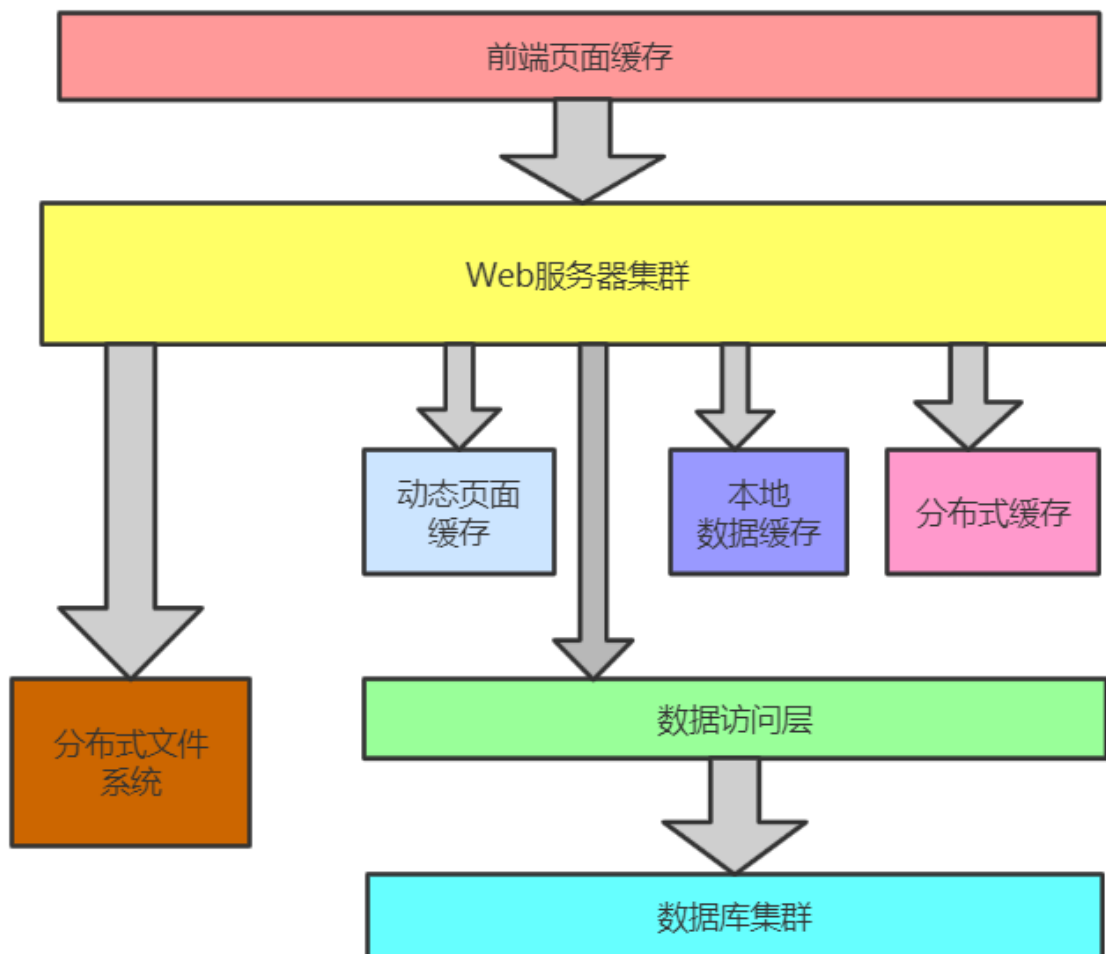 前端页面缓存
Web服务器集群
动态页面
缓存
本地
数据缓存
分布式缓存
分布式文件
系统
数据访问层
数据库集群